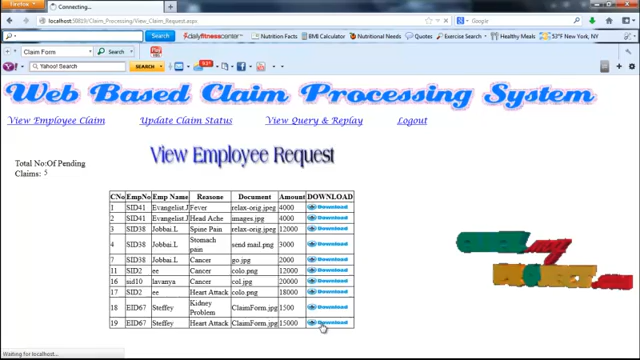 Firefox
Connecting...
localhost:50819/Claim_Processing/View_Claim_Request.aspx
Google
Search
dailyfitnesscenter
Nutritional Facts
BMI Calculator
Nutritional Needs
Quotes
Exercise Search
Healthy Meals
53°F New York, NY
Claim Form
Search
Yahoo! Search
SEARCH
Web Based Claim Processing System
View Employee Claim
Update Claim Status
View Query & Replay
Logout
View Employee Request
Total No:Of Pending
Claims: 5
CNo EmpNo Emp Name Reasone Document Amount DOWNLOAD
1 SID41 Evangelist.J Fever relax-orig.jpeg 4000 Download
2 SID41 Evangelist.J Head Ache images.jpg 4000 Download
3 SID38 Jobbai.L Spine Pain relax-orig.jpg 12000 Download
4 SID38 Jobbai.L Stomach pain send mail.png 3000 Download
7 SID38 Jobbai.L Cancer go.jpg 2000 Download
11 SID2 ee Cancer colo.png 12000 Download
16 sid10 lavanya Cancer col.jpg 20000 Download
17 SID2 ee Heart Attack colo.png 18000 Download
18 EID67 Steffey Kidney Problem ClaimForm.jpg 1500 Download
19 EID67 Steffey Heart Attack ClaimForm.jpg 15000 Download
Waiting for localhost...